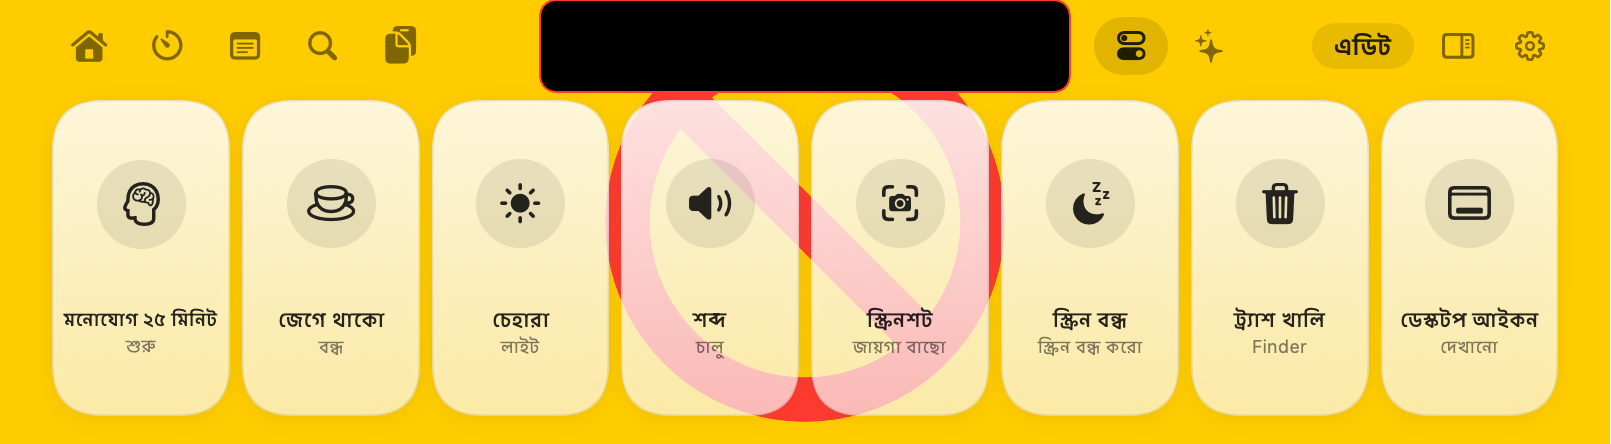 এডিট
মনোযোগ ২৫ মিনিট
শুরু
জেগে থাকো
বন্ধ
চেহারা
লাইট
শব্দ
চালু
স্ক্রিনশট
জায়গা বাছো
স্ক্রিন বন্ধ
স্ক্রিন বন্ধ করো
ট্র্যাশ খালি
Finder
ডেস্কটপ আইকন
দেখানো